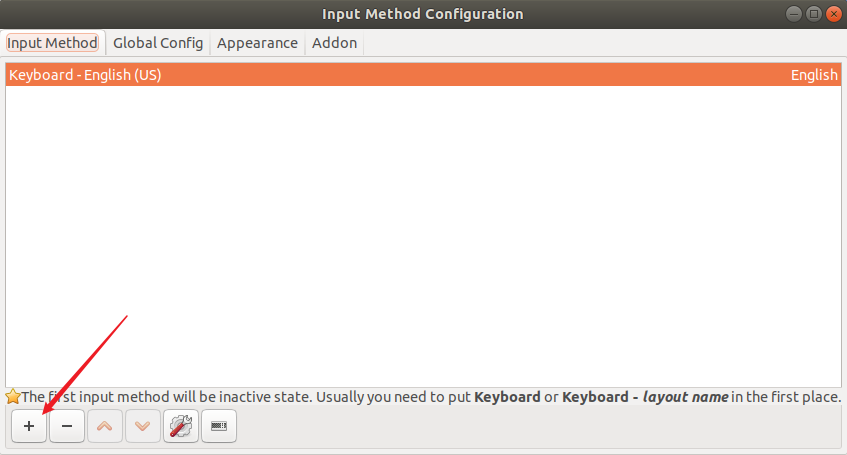 Input Method Configuration
Input Method Global Config Appearance Addon
Keyboard - English (US) English
The first input method will be inactive state. Usually you need to put Keyboard or Keyboard - layout name in the first place.